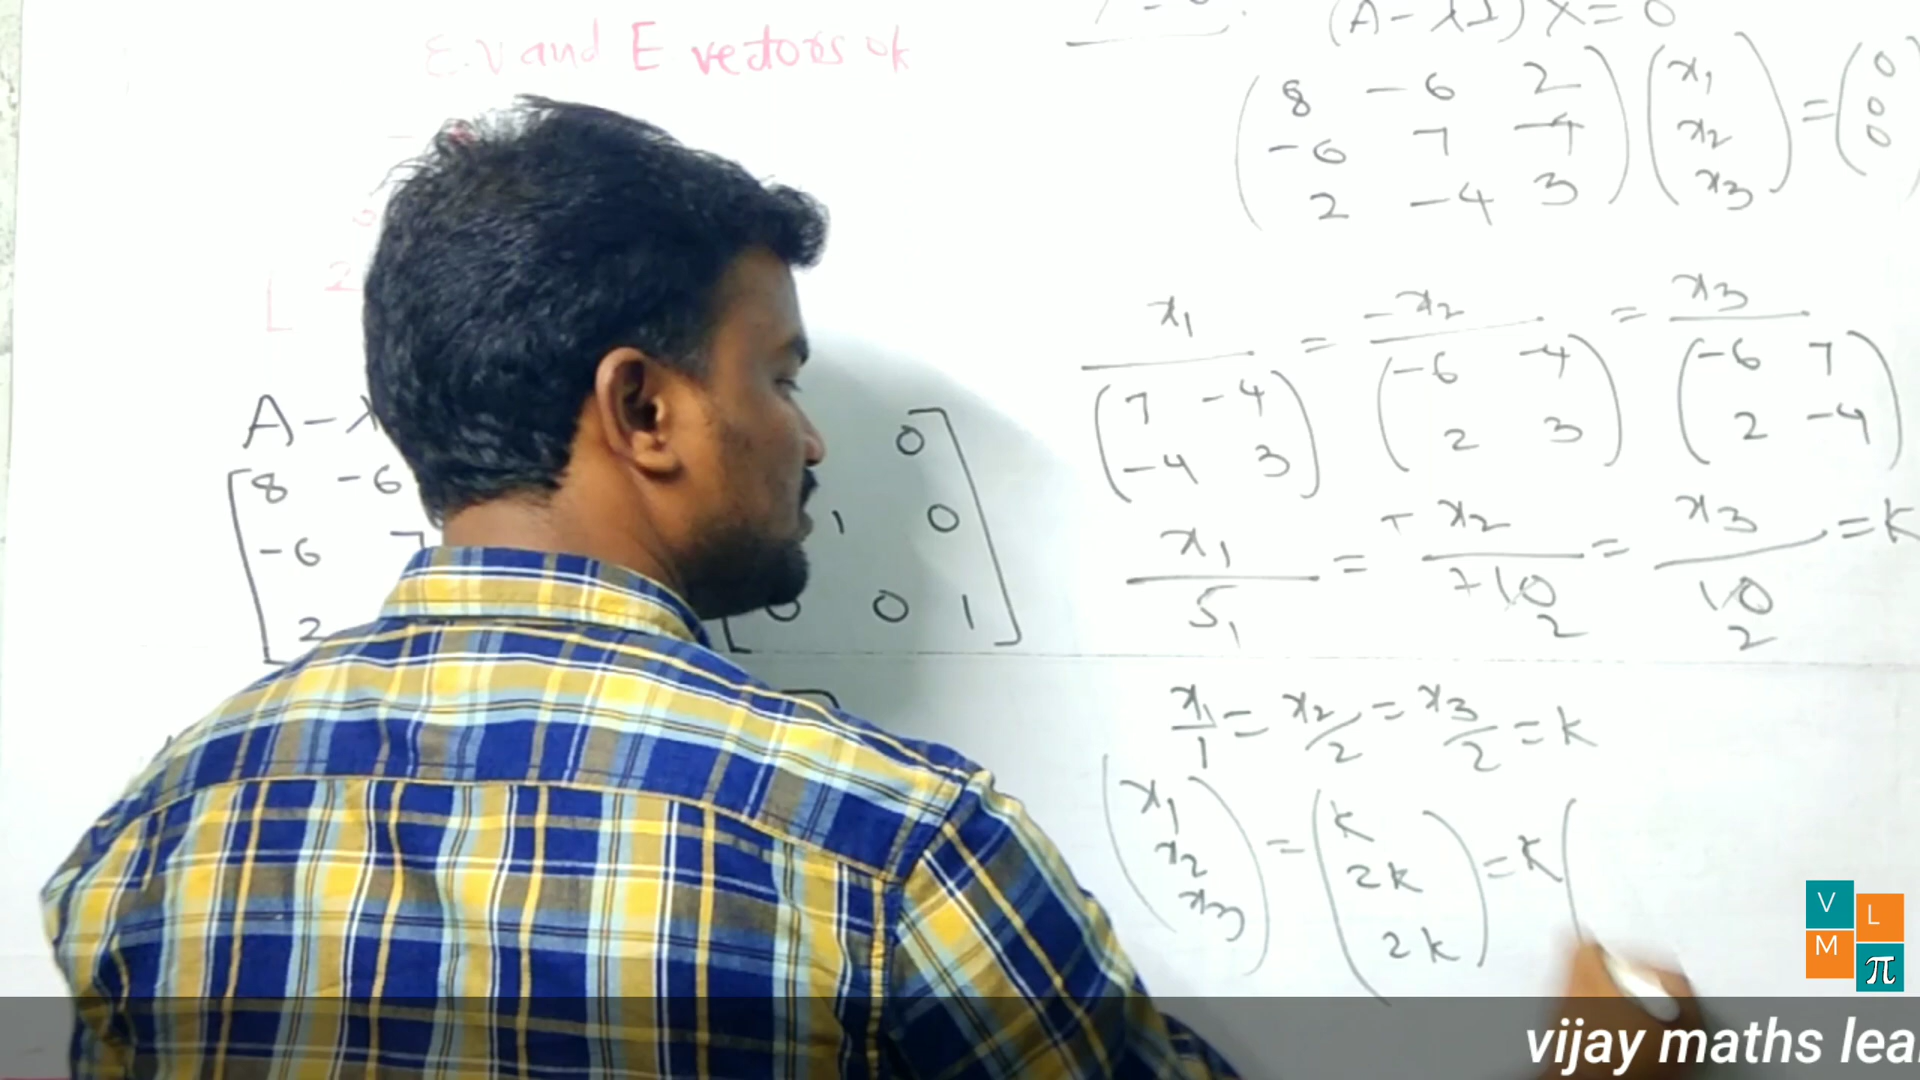 E.V and E vectors of
(A - λI) X = 0
8 -6 2 x1 0
-6 7 -4 x2 = 0
2 -4 3 x3 0
x1 = -x2 = x3
7 -4 -6 -4 -6 7
-4 3 2 3 2 -4
x1 = + x2 = x3 = K
5 1 +10 2 10 2
x1/1 = x2/2 = x3/2 = K
x1 K
x2 = 2K = K (
x3 2K
A - λ
8 -6
-6 7
2
0
1 0
0 0 1
V L
M π
vijay maths lea